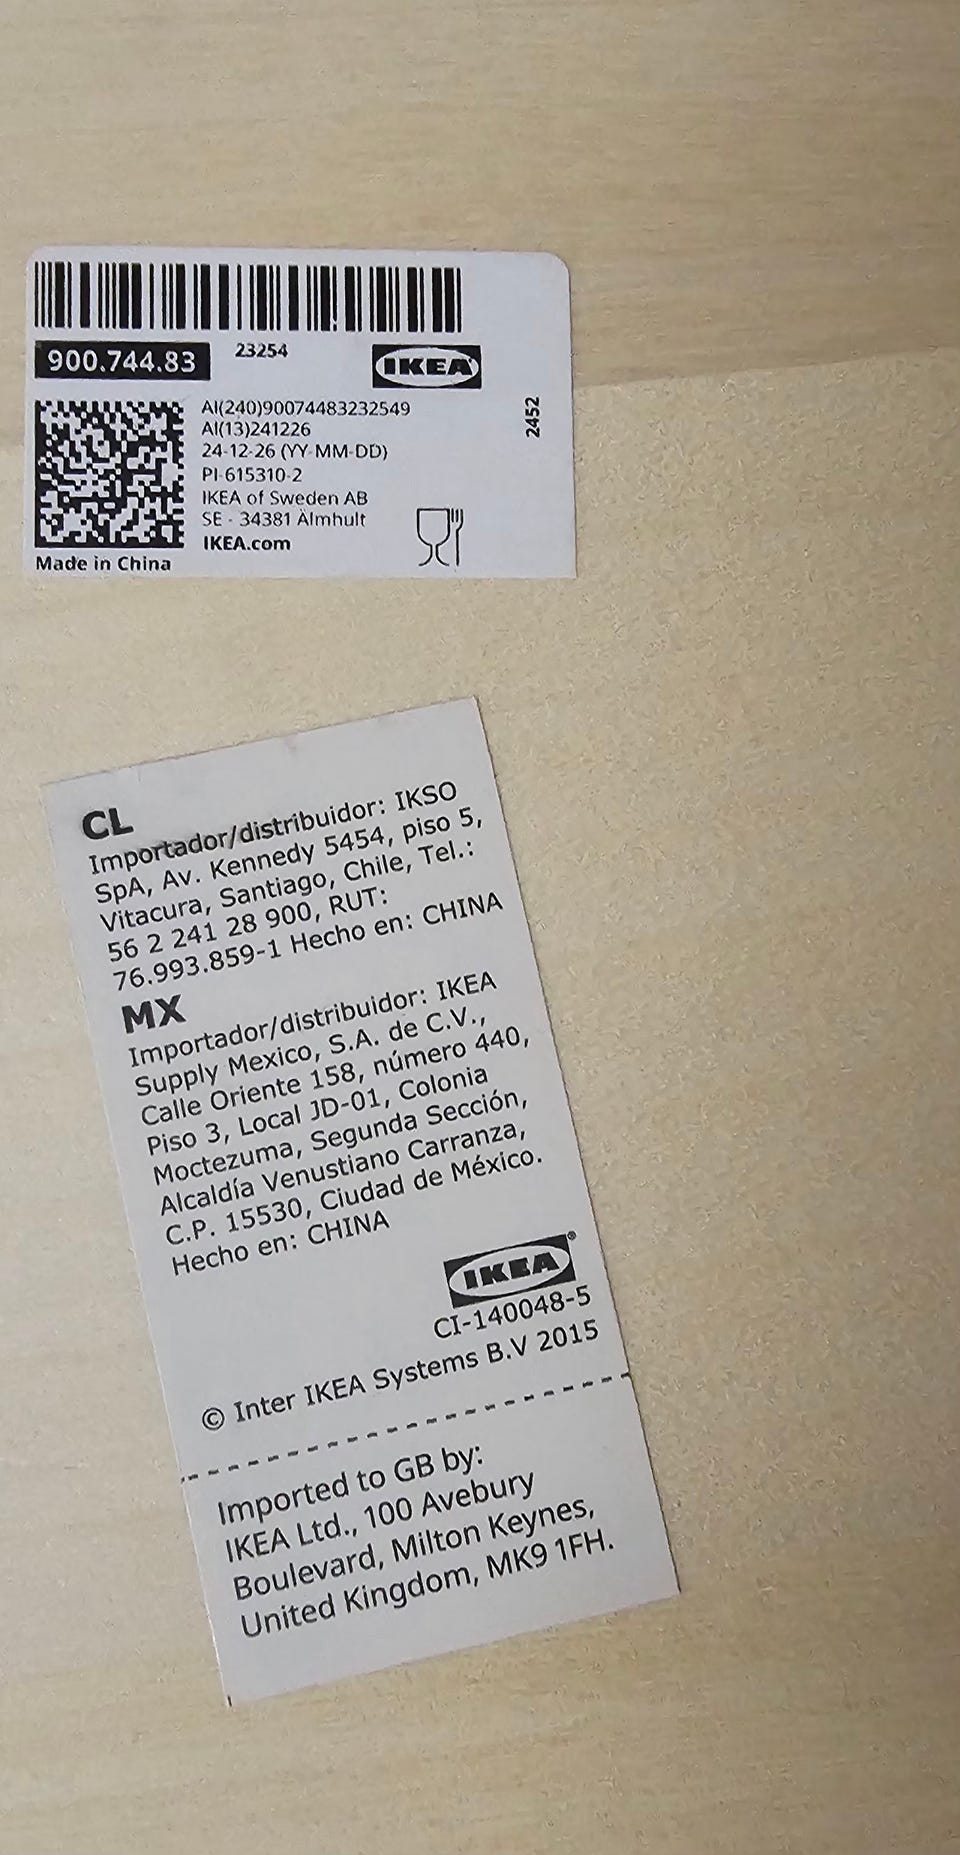 900.744.83
23254
IKEA
AI(240)90074483232549
AI(13)241226
24-12-26 (YY-MM-DD)
PI-615310-2
IKEA of Sweden AB
SE - 34381 Älmhult
IKEA.com
Made in China
2452
CL
Importador/distribuidor: IKSO
SpA, Av. Kennedy 5454, piso 5,
Vitacura, Santiago, Chile, Tel.:
56 2 241 28 900, RUT:
76.993.859-1 Hecho en: CHINA
MX
Importador/distribuidor: IKEA
Supply Mexico, S.A. de C.V.,
Calle Oriente 158, número 440,
Piso 3, Local JD-01, Colonia
Moctezuma, Segunda Sección,
Alcaldía Venustiano Carranza,
C.P. 15530, Ciudad de México.
Hecho en: CHINA
IKEA®
CI-140048-5
© Inter IKEA Systems B.V 2015
Imported to GB by:
IKEA Ltd., 100 Avebury
Boulevard, Milton Keynes,
United Kingdom, MK9 1FH.